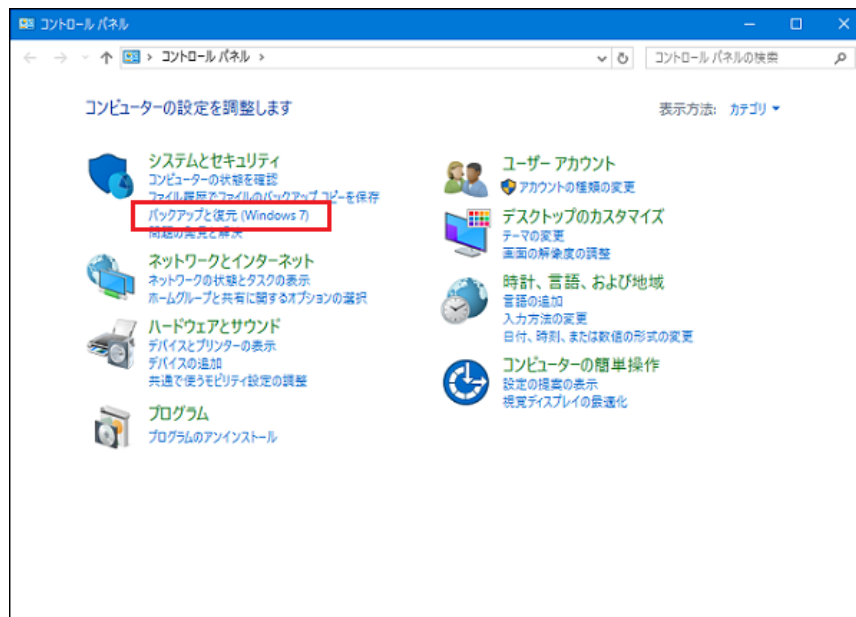 コントロール パネル
コントロール パネル
コントロール パネルの検索
コンピューターの設定を調整します
表示方法: カテゴリ
システムとセキュリティ
コンピューターの状態を確認
ファイル履歴でファイルのバックアップ コピーを保存
バックアップと復元 (Windows 7)
問題の発見と解決
ネットワークとインターネット
ネットワークの状態とタスクの表示
ホームグループと共有に関するオプションの選択
ハードウェアとサウンド
デバイスとプリンターの表示
デバイスの追加
共通で使うモビリティ設定の調整
プログラム
プログラムのアンインストール
ユーザー アカウント
アカウントの種類の変更
デスクトップのカスタマイズ
テーマの変更
画面の解像度の調整
時計、言語、および地域
言語の追加
入力方法の変更
日付、時刻、または数値の形式の変更
コンピューターの簡単操作
設定の提案の表示
視覚ディスプレイの最適化